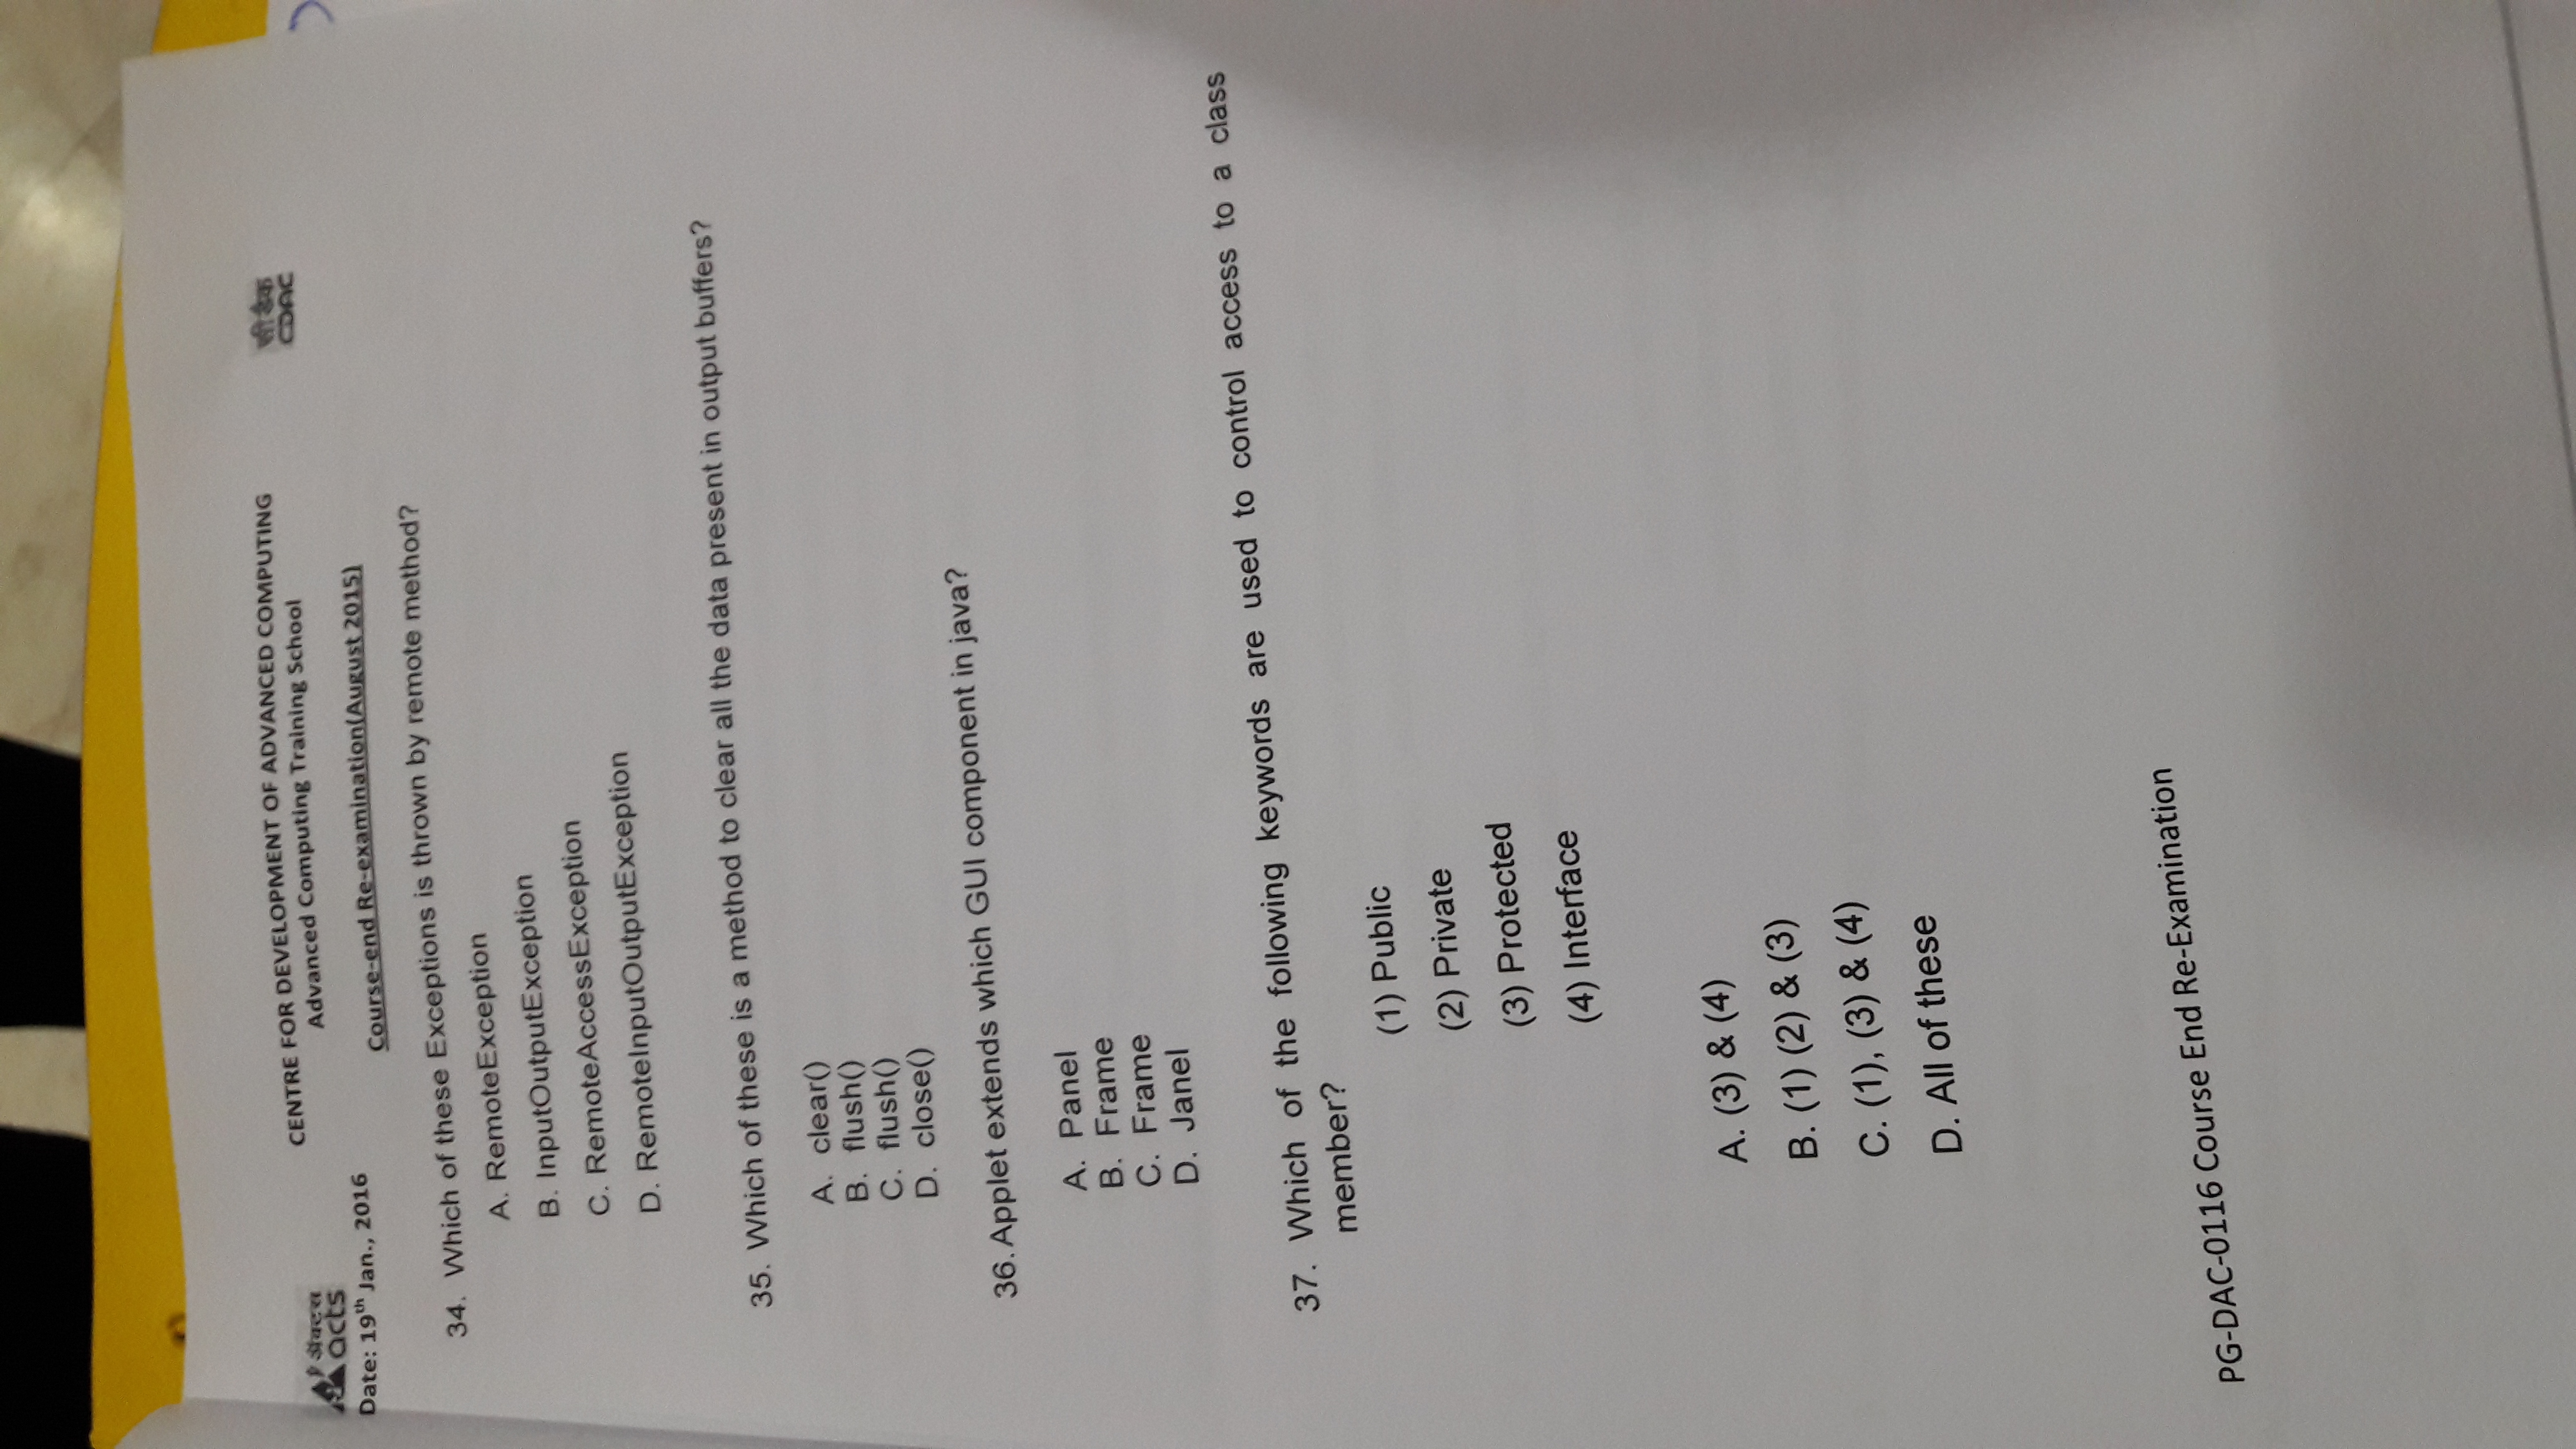 CENTRE FOR DEVELOPMENT OF ADVANCED COMPUTING
Advanced Computing Training School
सी डैक
CDAC
ॲक्टस
acts
Date: 19th Jan., 2016
Course-end Re-examination(August 2015)
34. Which of these Exceptions is thrown by remote method?
A. RemoteException
B. InputOutputException
C. RemoteAccessException
D. RemoteInputOutputException
35. Which of these is a method to clear all the data present in output buffers?
A. clear()
B. flush()
C. flush()
D. close()
36. Applet extends which GUI component in java?
A. Panel
B. Frame
C. Frame
D. Janel
37. Which of the following keywords are used to control access to a class
member?
(1) Public
(2) Private
(3) Protected
(4) Interface
A. (3) & (4)
B. (1) (2) & (3)
C. (1), (3) & (4)
D. All of these
PG-DAC-0116 Course End Re-Examination